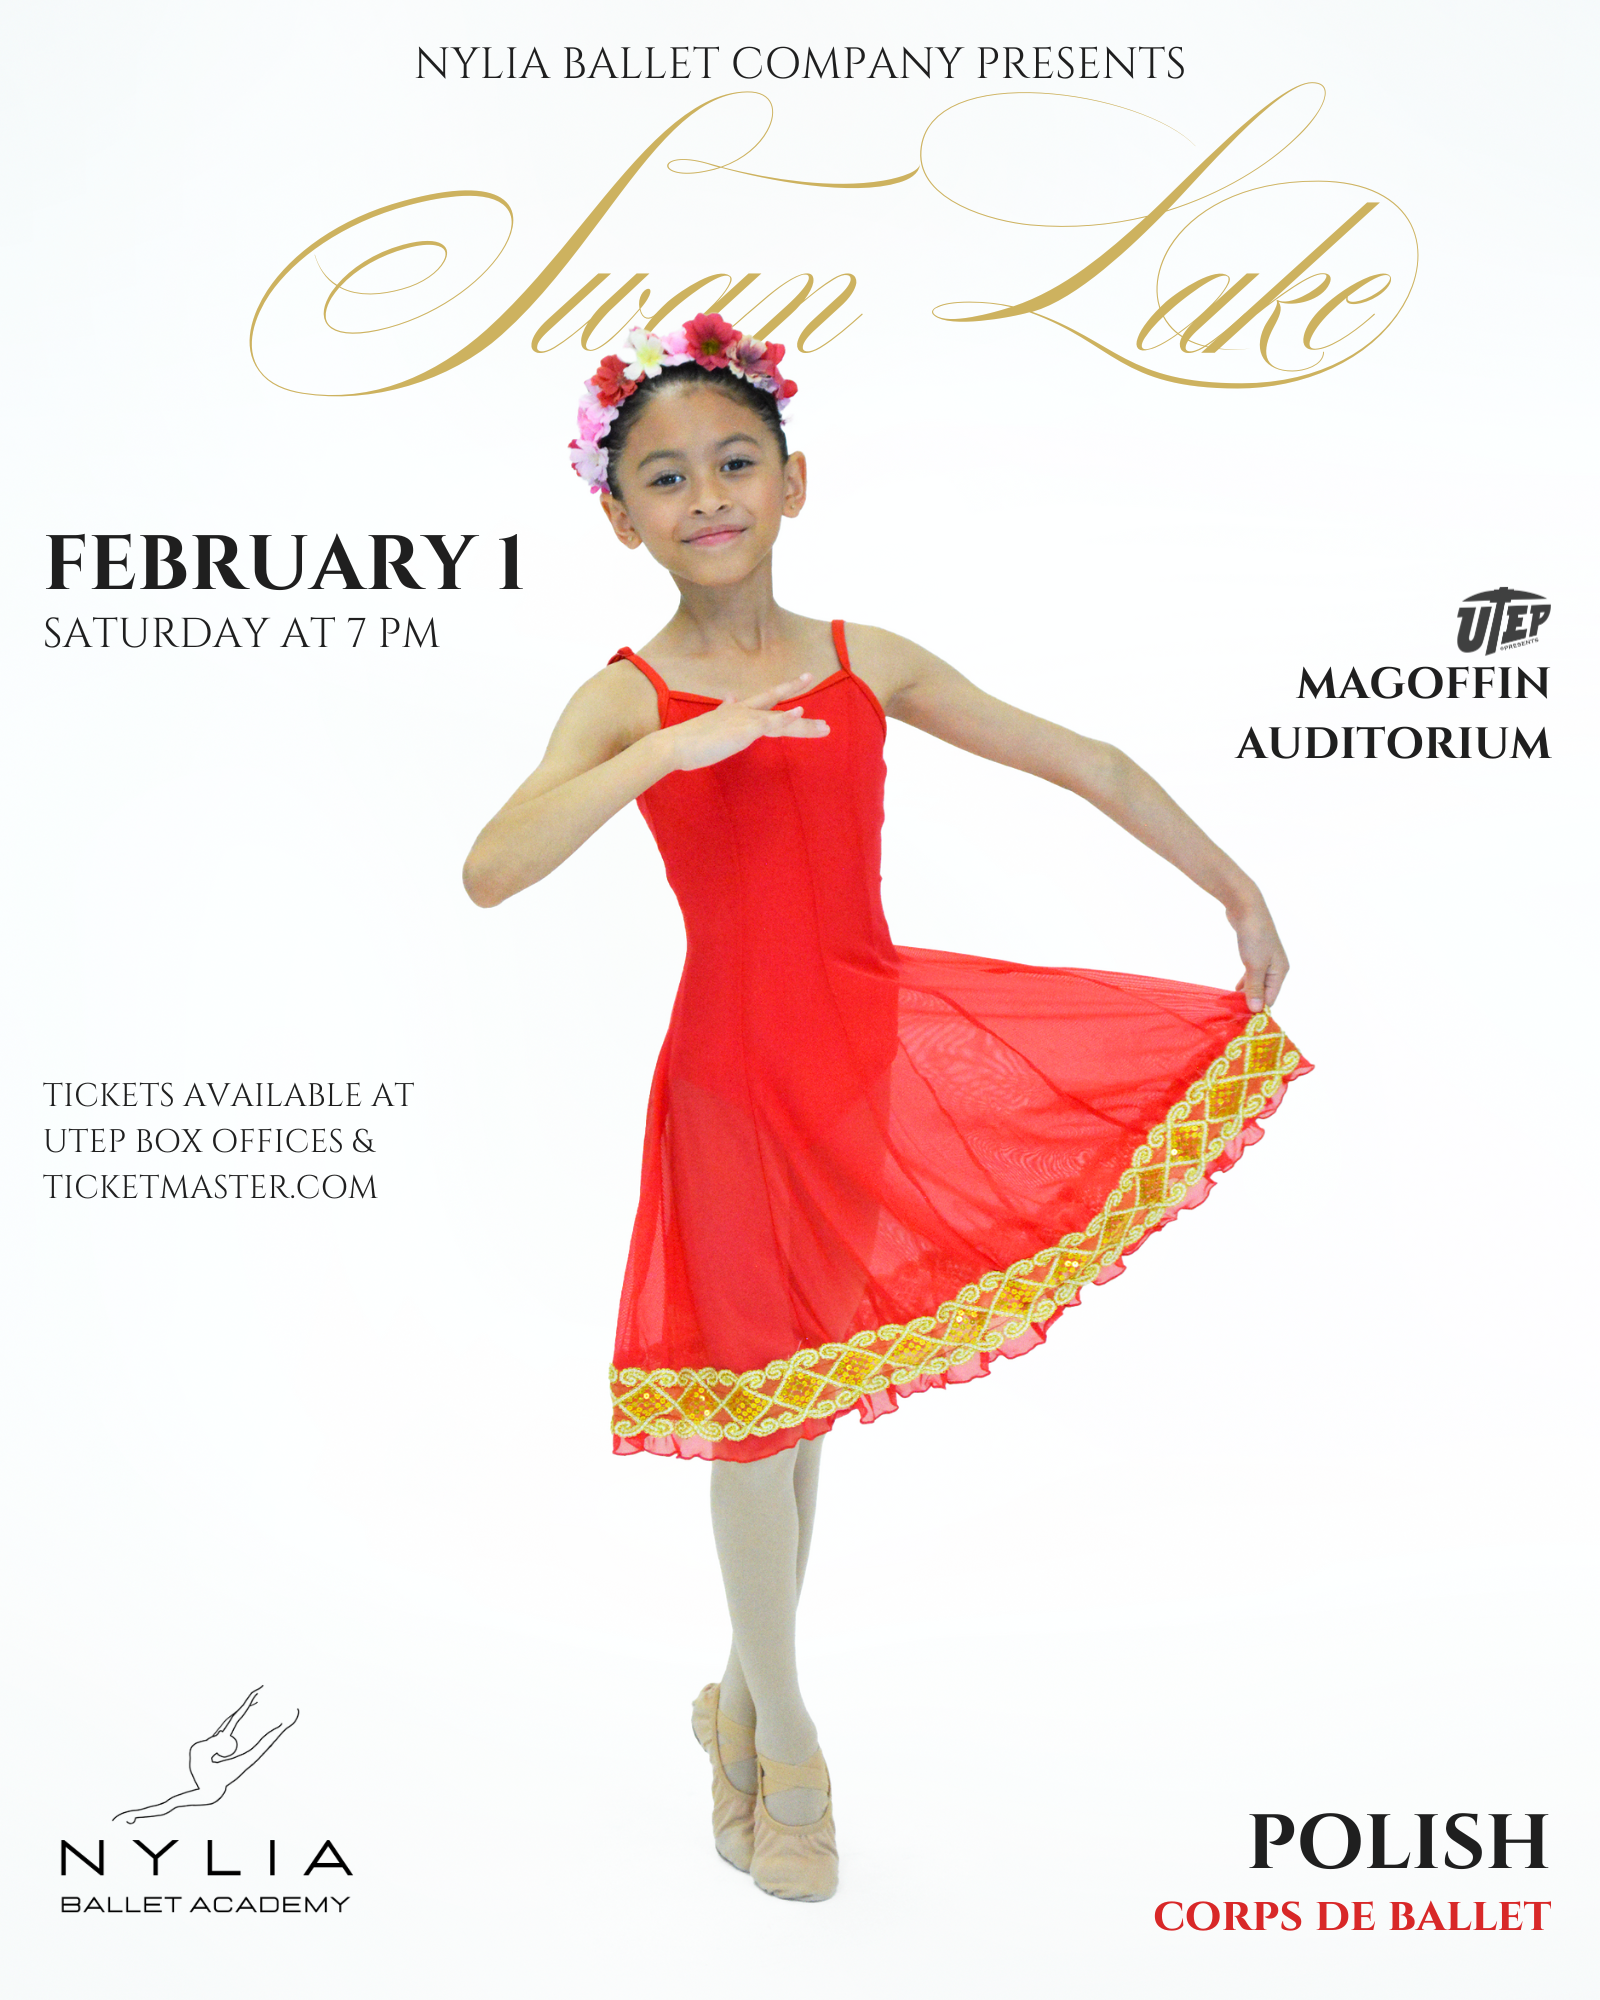 NYLIA BALLET COMPANY PRESENTS
Swan Lake
FEBRUARY 1
SATURDAY AT 7 PM
UTEP
PRESENTS
MAGOFFIN
AUDITORIUM
TICKETS AVAILABLE AT
UTEP BOX OFFICES &
TICKETMASTER.COM
NYLIA
BALLET ACADEMY
POLISH
CORPS DE BALLET